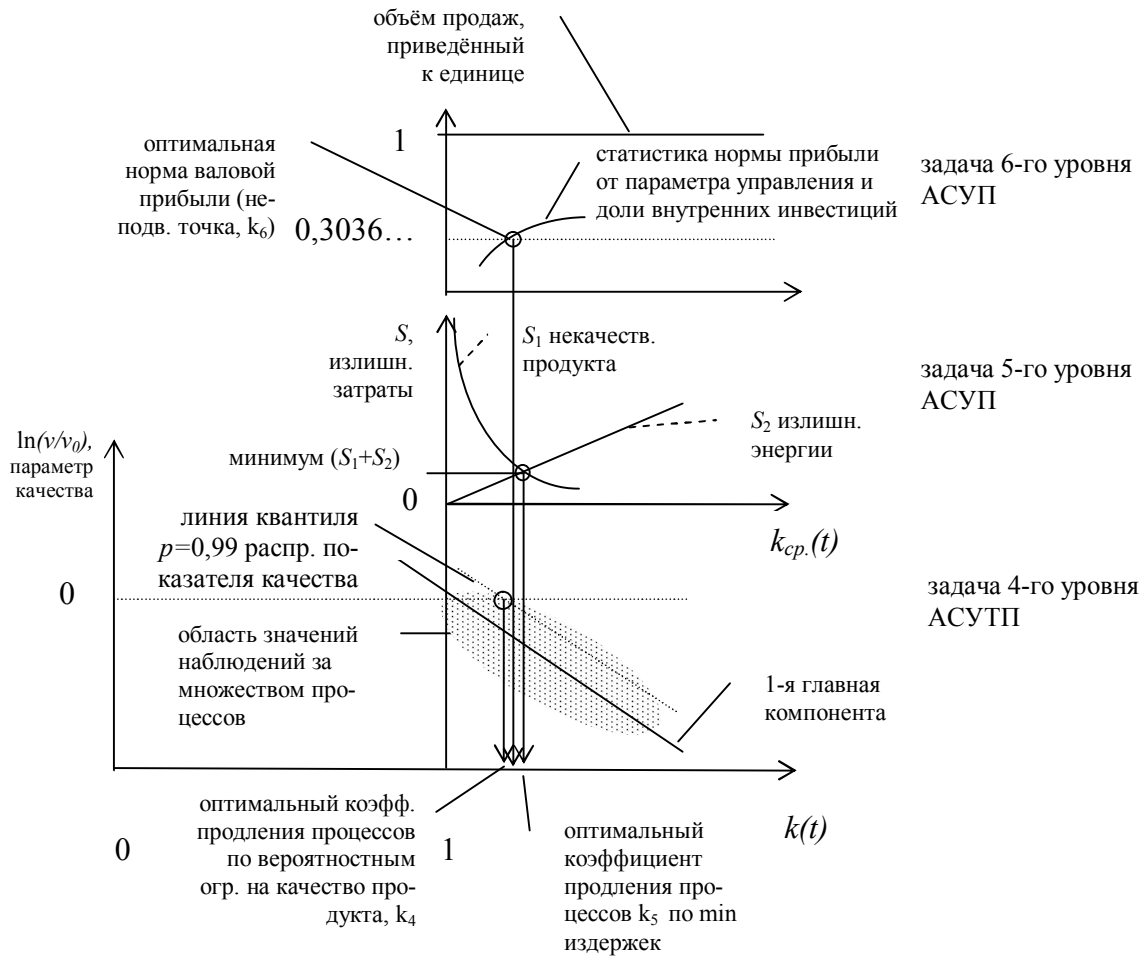 объём продаж,
приведённый
к единице
оптимальная
норма валовой
прибыли (не-
подв. точка, k6)
1
0,3036…
статистика нормы прибыли
от параметра управления и
доли внутренних инвестиций
задача 6-го уровня
АСУП
S,
излишн.
затраты
S1 некачеств.
продукта
S2 излишн.
энергии
задача 5-го уровня
АСУП
минимум (S1+S2)
0
kср.(t)
ln(v/v0),
параметр
качества
линия квантиля
p=0,99 распр. по-
казателя качества
0
область значений
наблюдений за
множеством про-
цессов
1-я главная
компонента
задача 4-го уровня
АСУТП
k(t)
0
1
оптимальный коэфф.
продления процессов
по вероятностным
огр. на качество про-
дукта, k4
оптимальный
коэффициент
продления про-
цессов k5 по min
издержек